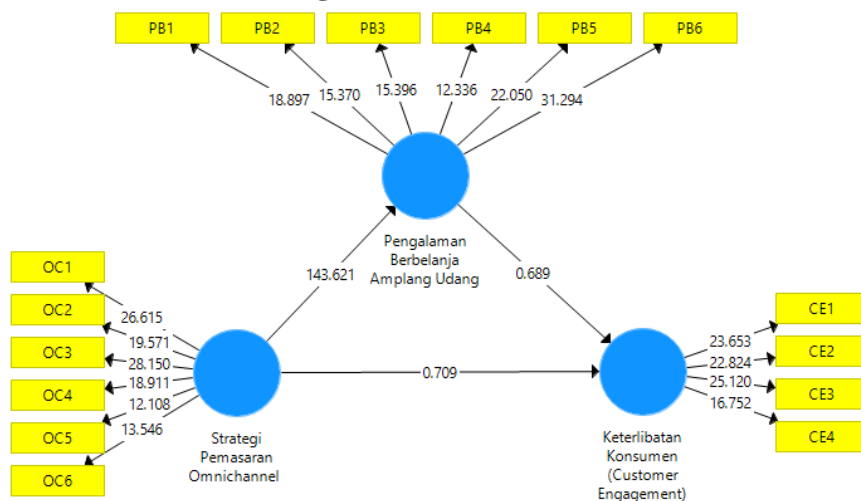 PB1 PB2 PB3 PB4 PB5 PB6
18.897 15.370 15.396 12.336 22.050 31.294
Pengalaman
Berbelanja
Amplang Udang
143.621 0.689
OC1
OC2
OC3
OC4
OC5
OC6
26.615
19.571
28.150
18.911
12.108
13.546
Strategi
Pemasaran
Omnichannel
0.709
Keterlibatan
Konsumen
(Customer
Engagement)
23.653
22.824
25.120
16.752
CE1
CE2
CE3
CE4